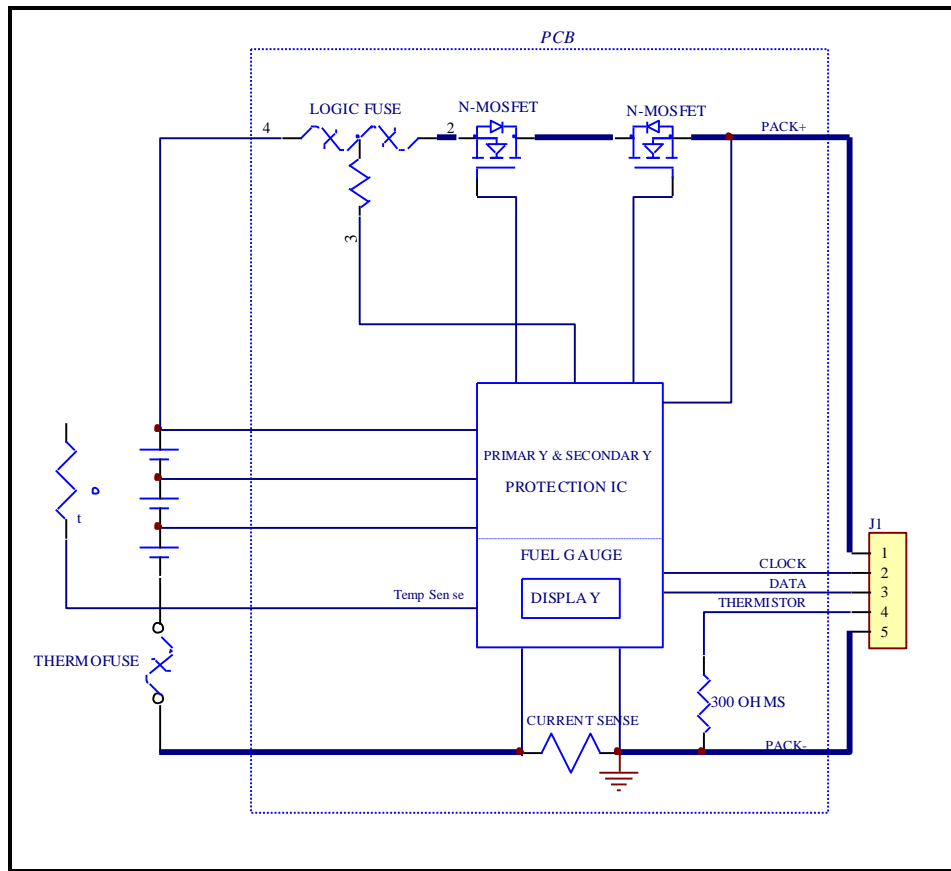 PCB
LOGIC FUSE
N-MOSFET
N-MOSFET
4
2
PACK+
3
PRIMARY & SECONDARY
PROTECTION IC
t
J1
FUEL GAUGE
1
CLOCK
2
DATA
3
Temp Sense
DISPLAY
THERMISTOR
4
5
THERMOFUSE
300 OHMS
CURRENT SENSE
PACK-